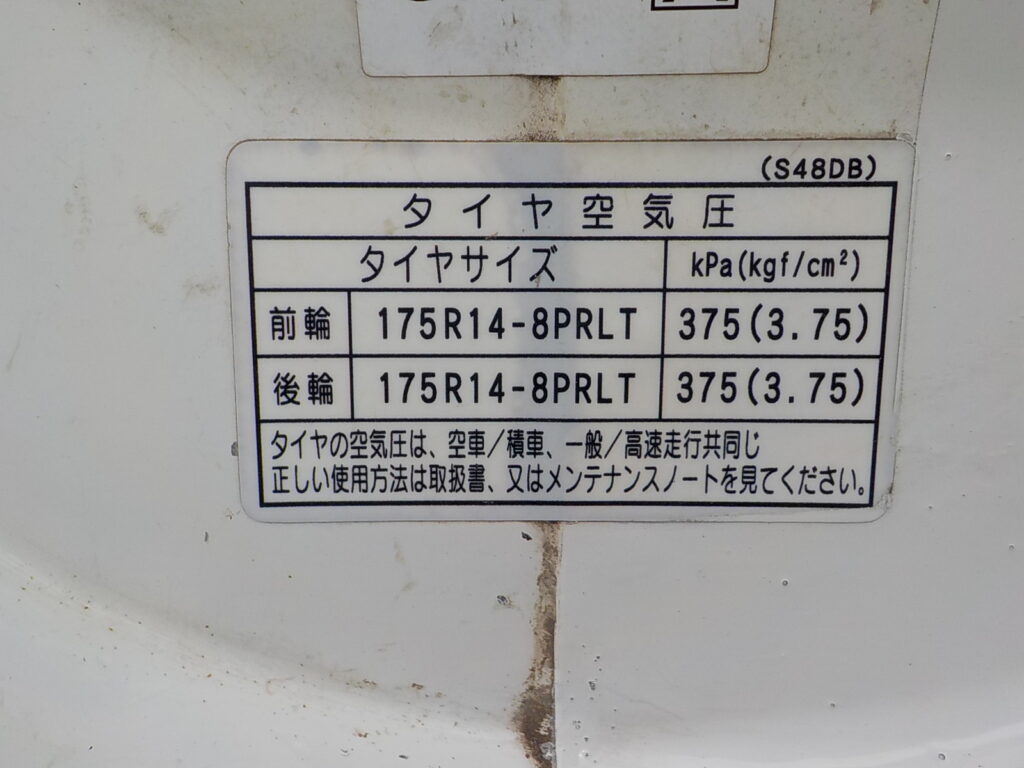 (S48DB)
タイヤ空気圧
タイヤサイズ kPa(kgf/cm²)
前輪 175R14-8PRLT 375(3.75)
後輪 175R14-8PRLT 375(3.75)
タイヤの空気圧は、空車/積車、一般/高速走行共同じ
正しい使用方法は取扱書、又はメンテナンスノートを見てください。